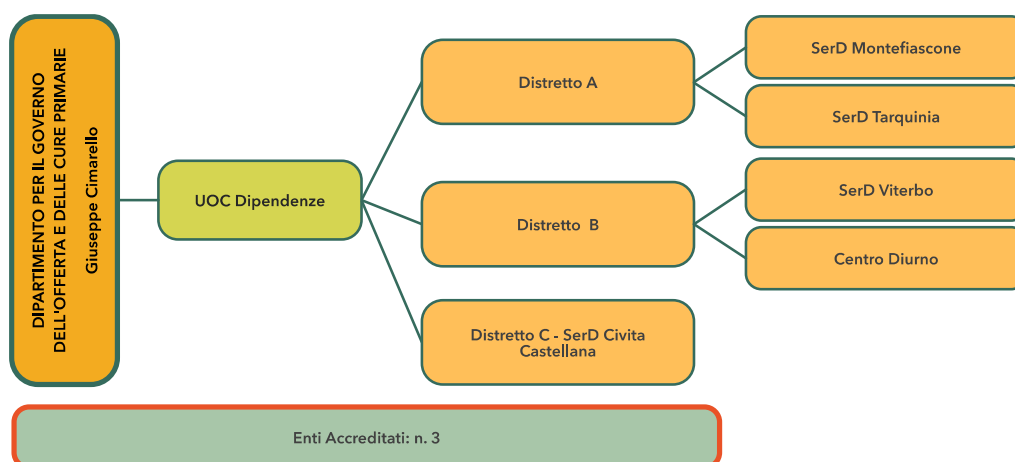 DIPARTIMENTO PER IL GOVERNO
DELL'OFFERTA E DELLE CURE PRIMARIE
Giuseppe Cimarello
UOC Dipendenze
Distretto A
SerD Montefiascone
SerD Tarquinia
Distretto  B
SerD Viterbo
Centro Diurno
Distretto C - SerD Civita
Castellana
Enti Accreditati: n. 3